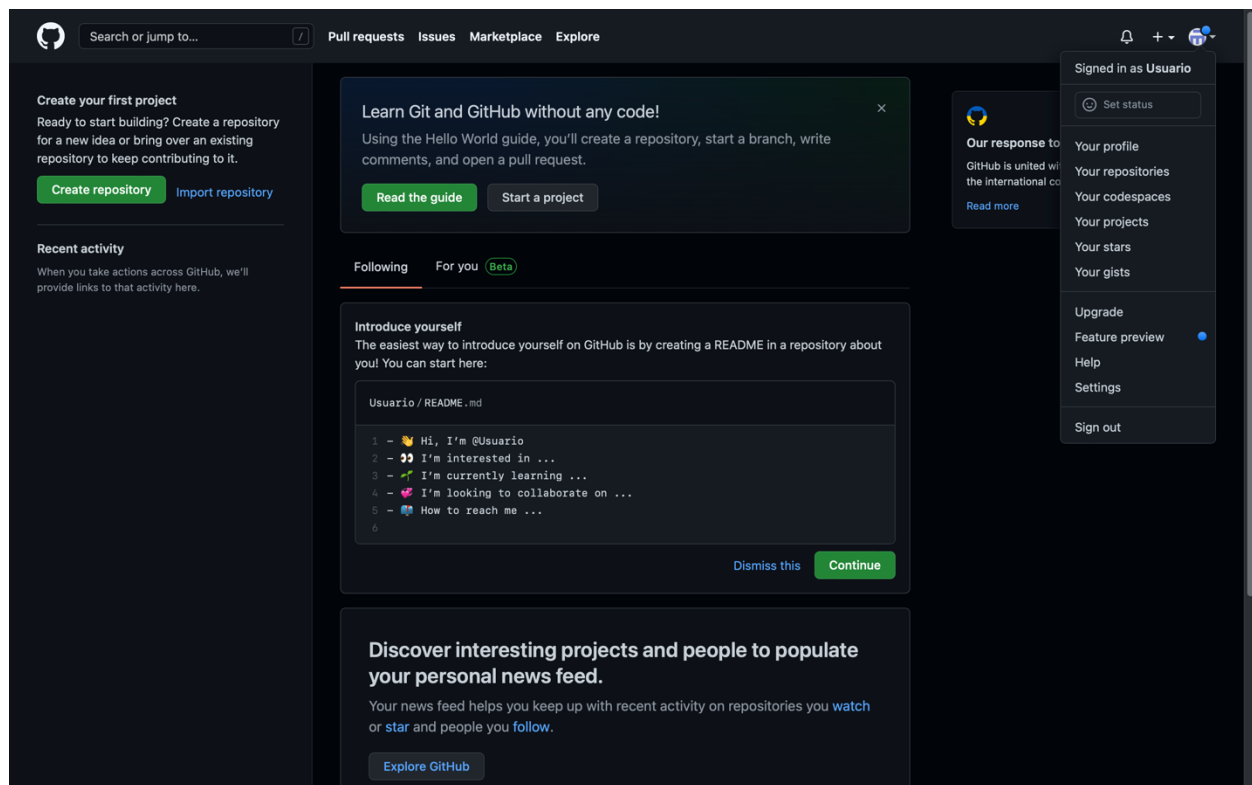 Search or jump to...
/
Pull requests
Issues
Marketplace
Explore
Create your first project
Ready to start building? Create a repository
for a new idea or bring over an existing
repository to keep contributing to it.
Create repository
Import repository
Recent activity
When you take actions across GitHub, we'll
provide links to that activity here.
Learn Git and GitHub without any code!
Using the Hello World guide, you'll create a repository, start a branch, write
comments, and open a pull request.
Read the guide
Start a project
Following
For you
Beta
Introduce yourself
The easiest way to introduce yourself on GitHub is by creating a README in a repository about
you! You can start here:
Usuario/README.md
1 - 👋 Hi, I'm @Usuario
2 - 👀 I'm interested in ...
3 - 🌱 I'm currently learning ...
4 - 💞️ I'm looking to collaborate on ...
5 - 📫 How to reach me ...
6
Dismiss this
Continue
Discover interesting projects and people to populate
your personal news feed.
Your news feed helps you keep up with recent activity on repositories you watch
or star and people you follow.
Explore GitHub
Our response to
GitHub is united wi
the international co
Read more
Signed in as Usuario
Set status
Your profile
Your repositories
Your codespaces
Your projects
Your stars
Your gists
Upgrade
Feature preview
Help
Settings
Sign out